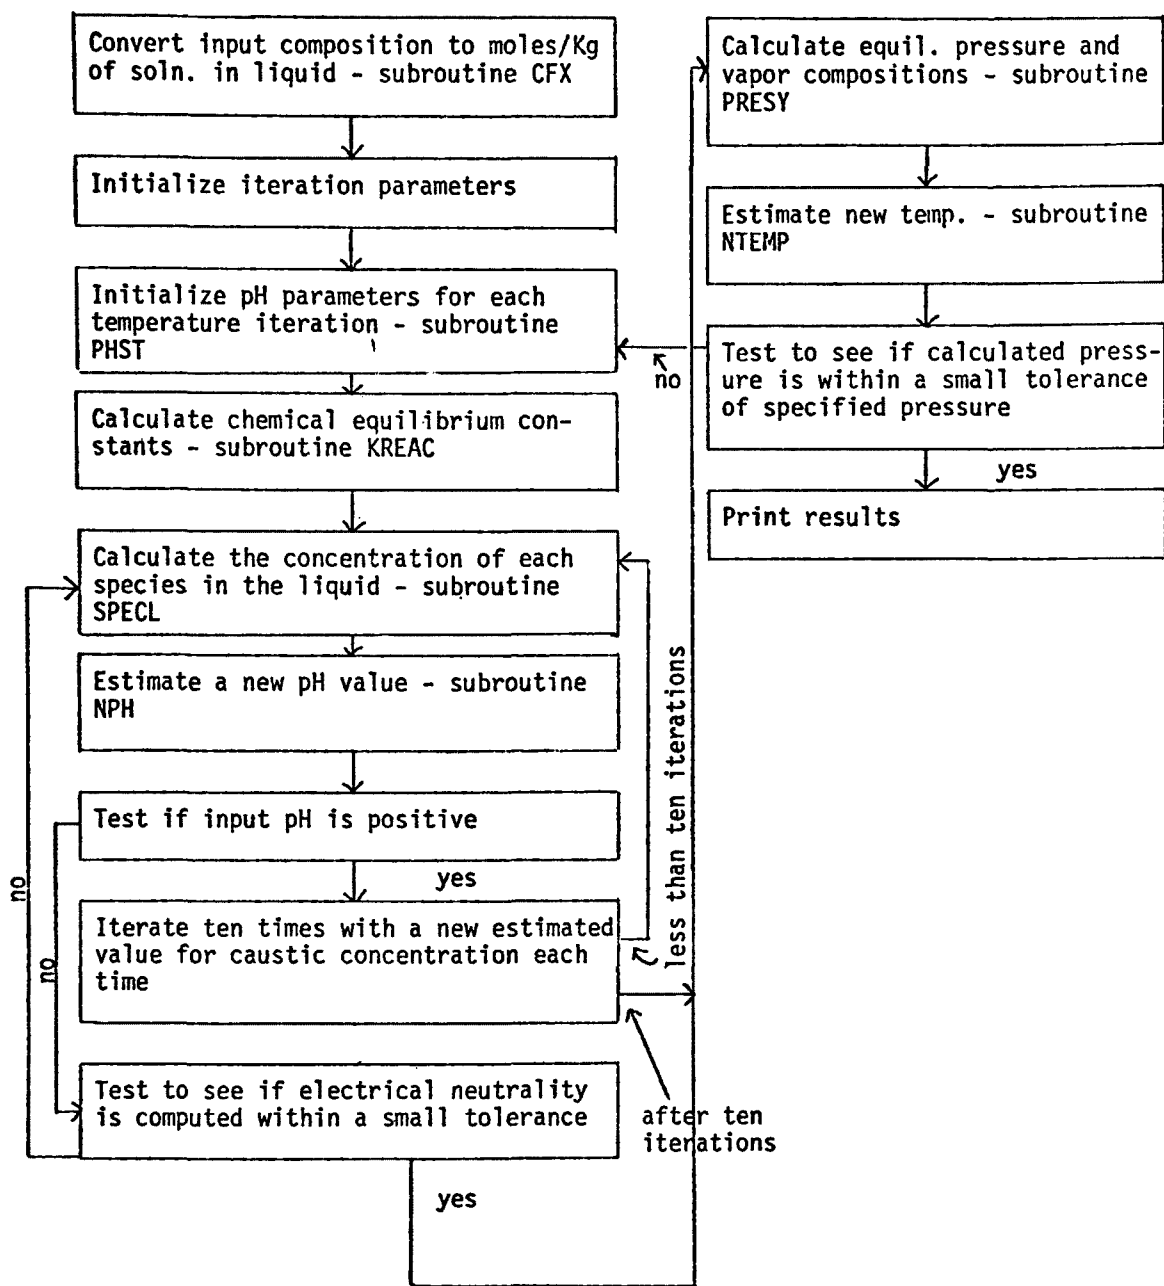 Convert input composition to moles/Kg
of soln. in liquid - subroutine CFX
Initialize iteration parameters
Initialize pH parameters for each
temperature iteration - subroutine
PHST
Calculate chemical equilibrium con-
stants - subroutine KREAC
Calculate the concentration of each
species in the liquid - subroutine
SPECL
Estimate a new pH value - subroutine
NPH
Test if input pH is positive
yes
no
no
Iterate ten times with a new estimated
value for caustic concentration each
time
less than ten iterations
after ten
iterations
Test to see if electrical neutrality
is computed within a small tolerance
yes
Calculate equil. pressure and
vapor compositions - subroutine
PRESY
Estimate new temp. - subroutine
NTEMP
Test to see if calculated press-
ure is within a small tolerance
of specified pressure
no
yes
Print results